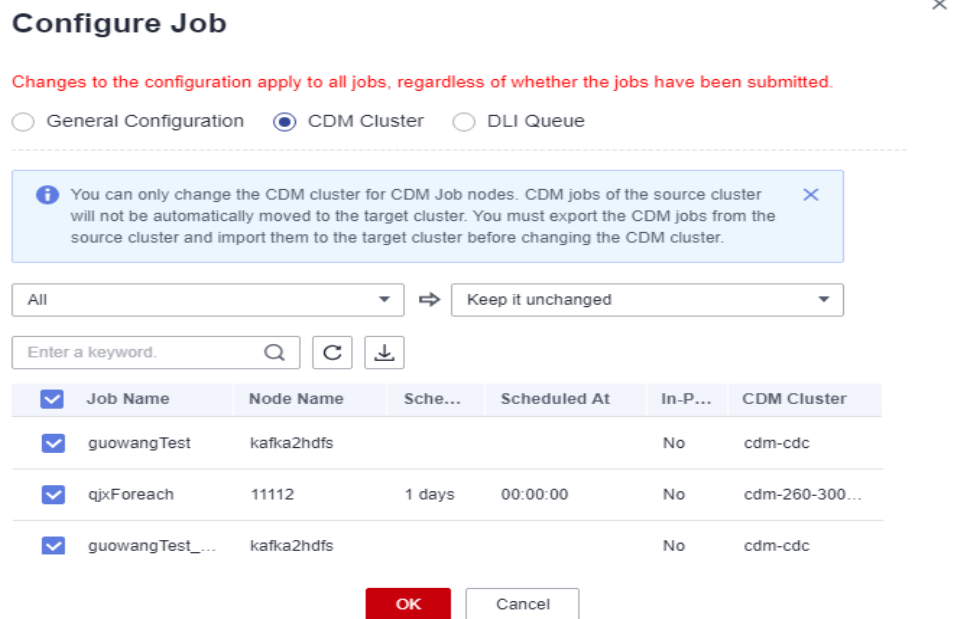 Configure Job
Changes to the configuration apply to all jobs, regardless of whether the jobs have been submitted.
General Configuration CDM Cluster DLI Queue
You can only change the CDM cluster for CDM Job nodes. CDM jobs of the source cluster
will not be automatically moved to the target cluster. You must export the CDM jobs from the
source cluster and import them to the target cluster before changing the CDM cluster.
All Keep it unchanged
Enter a keyword.
Job Name Node Name Sche... Scheduled At In-P... CDM Cluster
guowangTest kafka2hdfs No cdm-cdc
qjxForeach 11112 1 days 00:00:00 No cdm-260-300...
guowangTest_... kafka2hdfs No cdm-cdc
OK Cancel